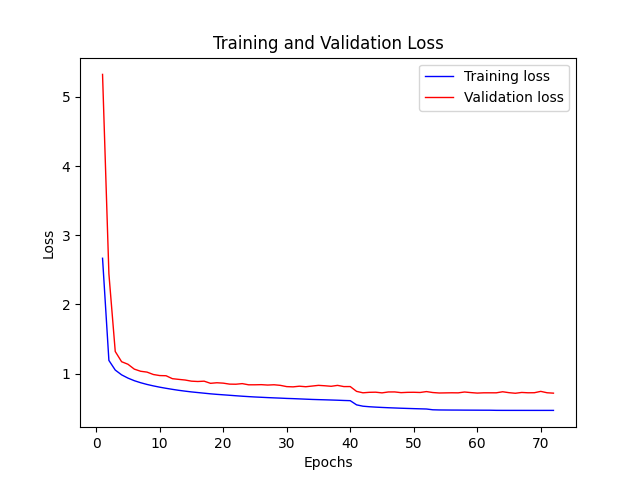 Training and Validation Loss
Training loss
Validation loss
5
4
3
2
1
Loss
0 10 20 30 40 50 60 70
Epochs